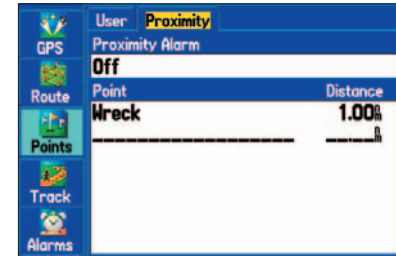 User Proximity
Proximity Alarm
Off
Point Distance
Wreck 1.00
GPS
Route
Points
Track
Alarms